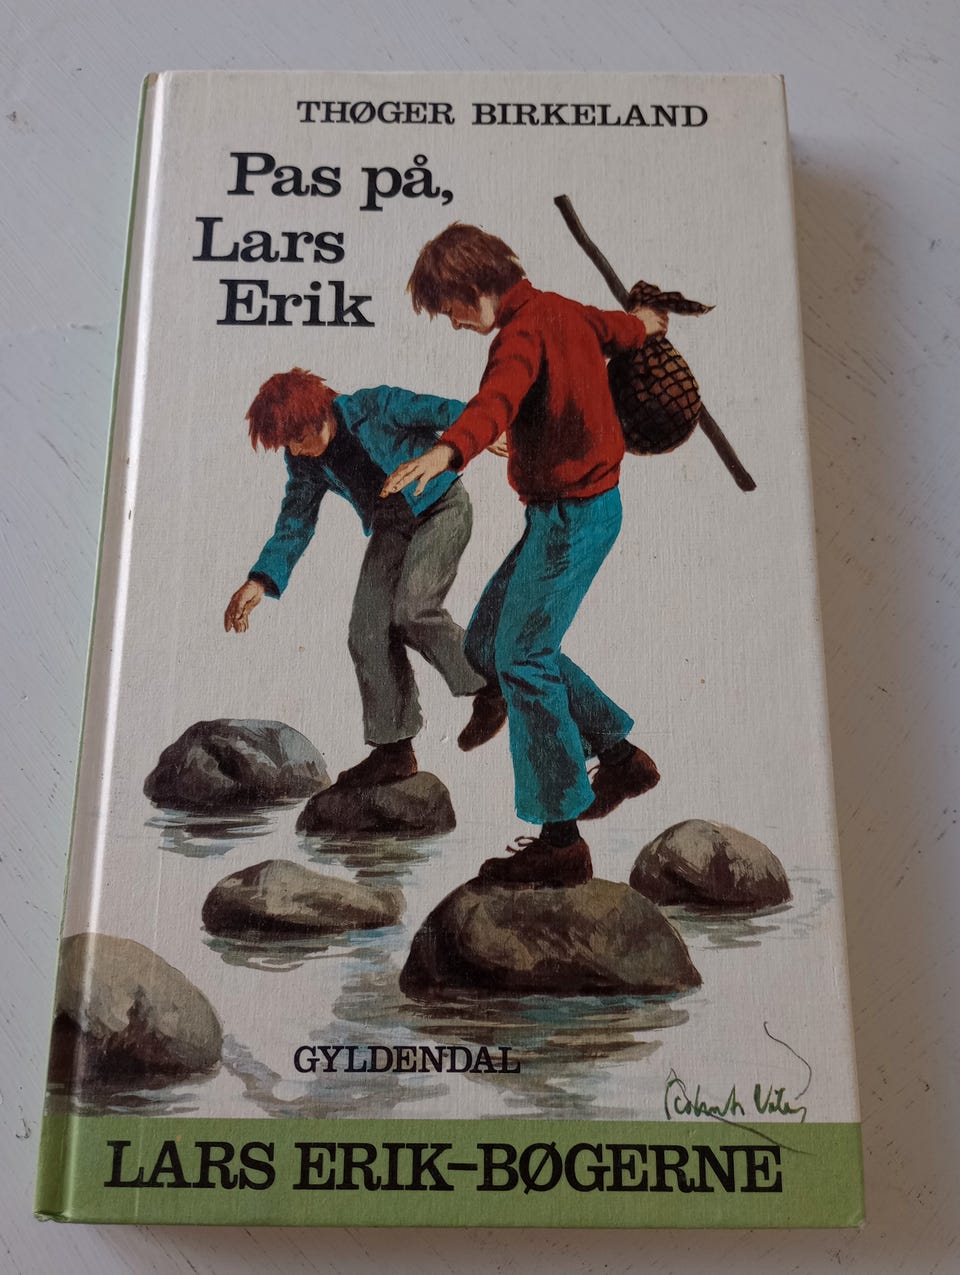 THØGER BIRKELAND
Pas på,
Lars
Erik
GYLDENDAL
LARS ERIK-BØGERNE